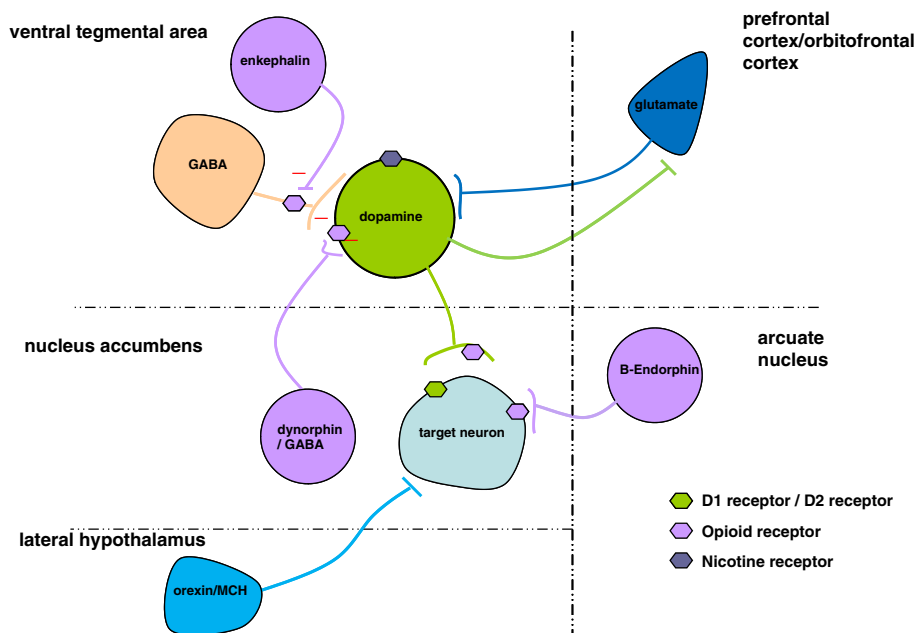 ventral tegmental area
prefrontal
cortex/orbitofrontal
cortex
enkephalin
glutamate
GABA
dopamine
nucleus accumbens
arcuate
nucleus
B-Endorphin
dynorphin
/ GABA
target neuron
D1 receptor / D2 receptor
Opioid receptor
Nicotine receptor
lateral hypothalamus
orexin/MCH